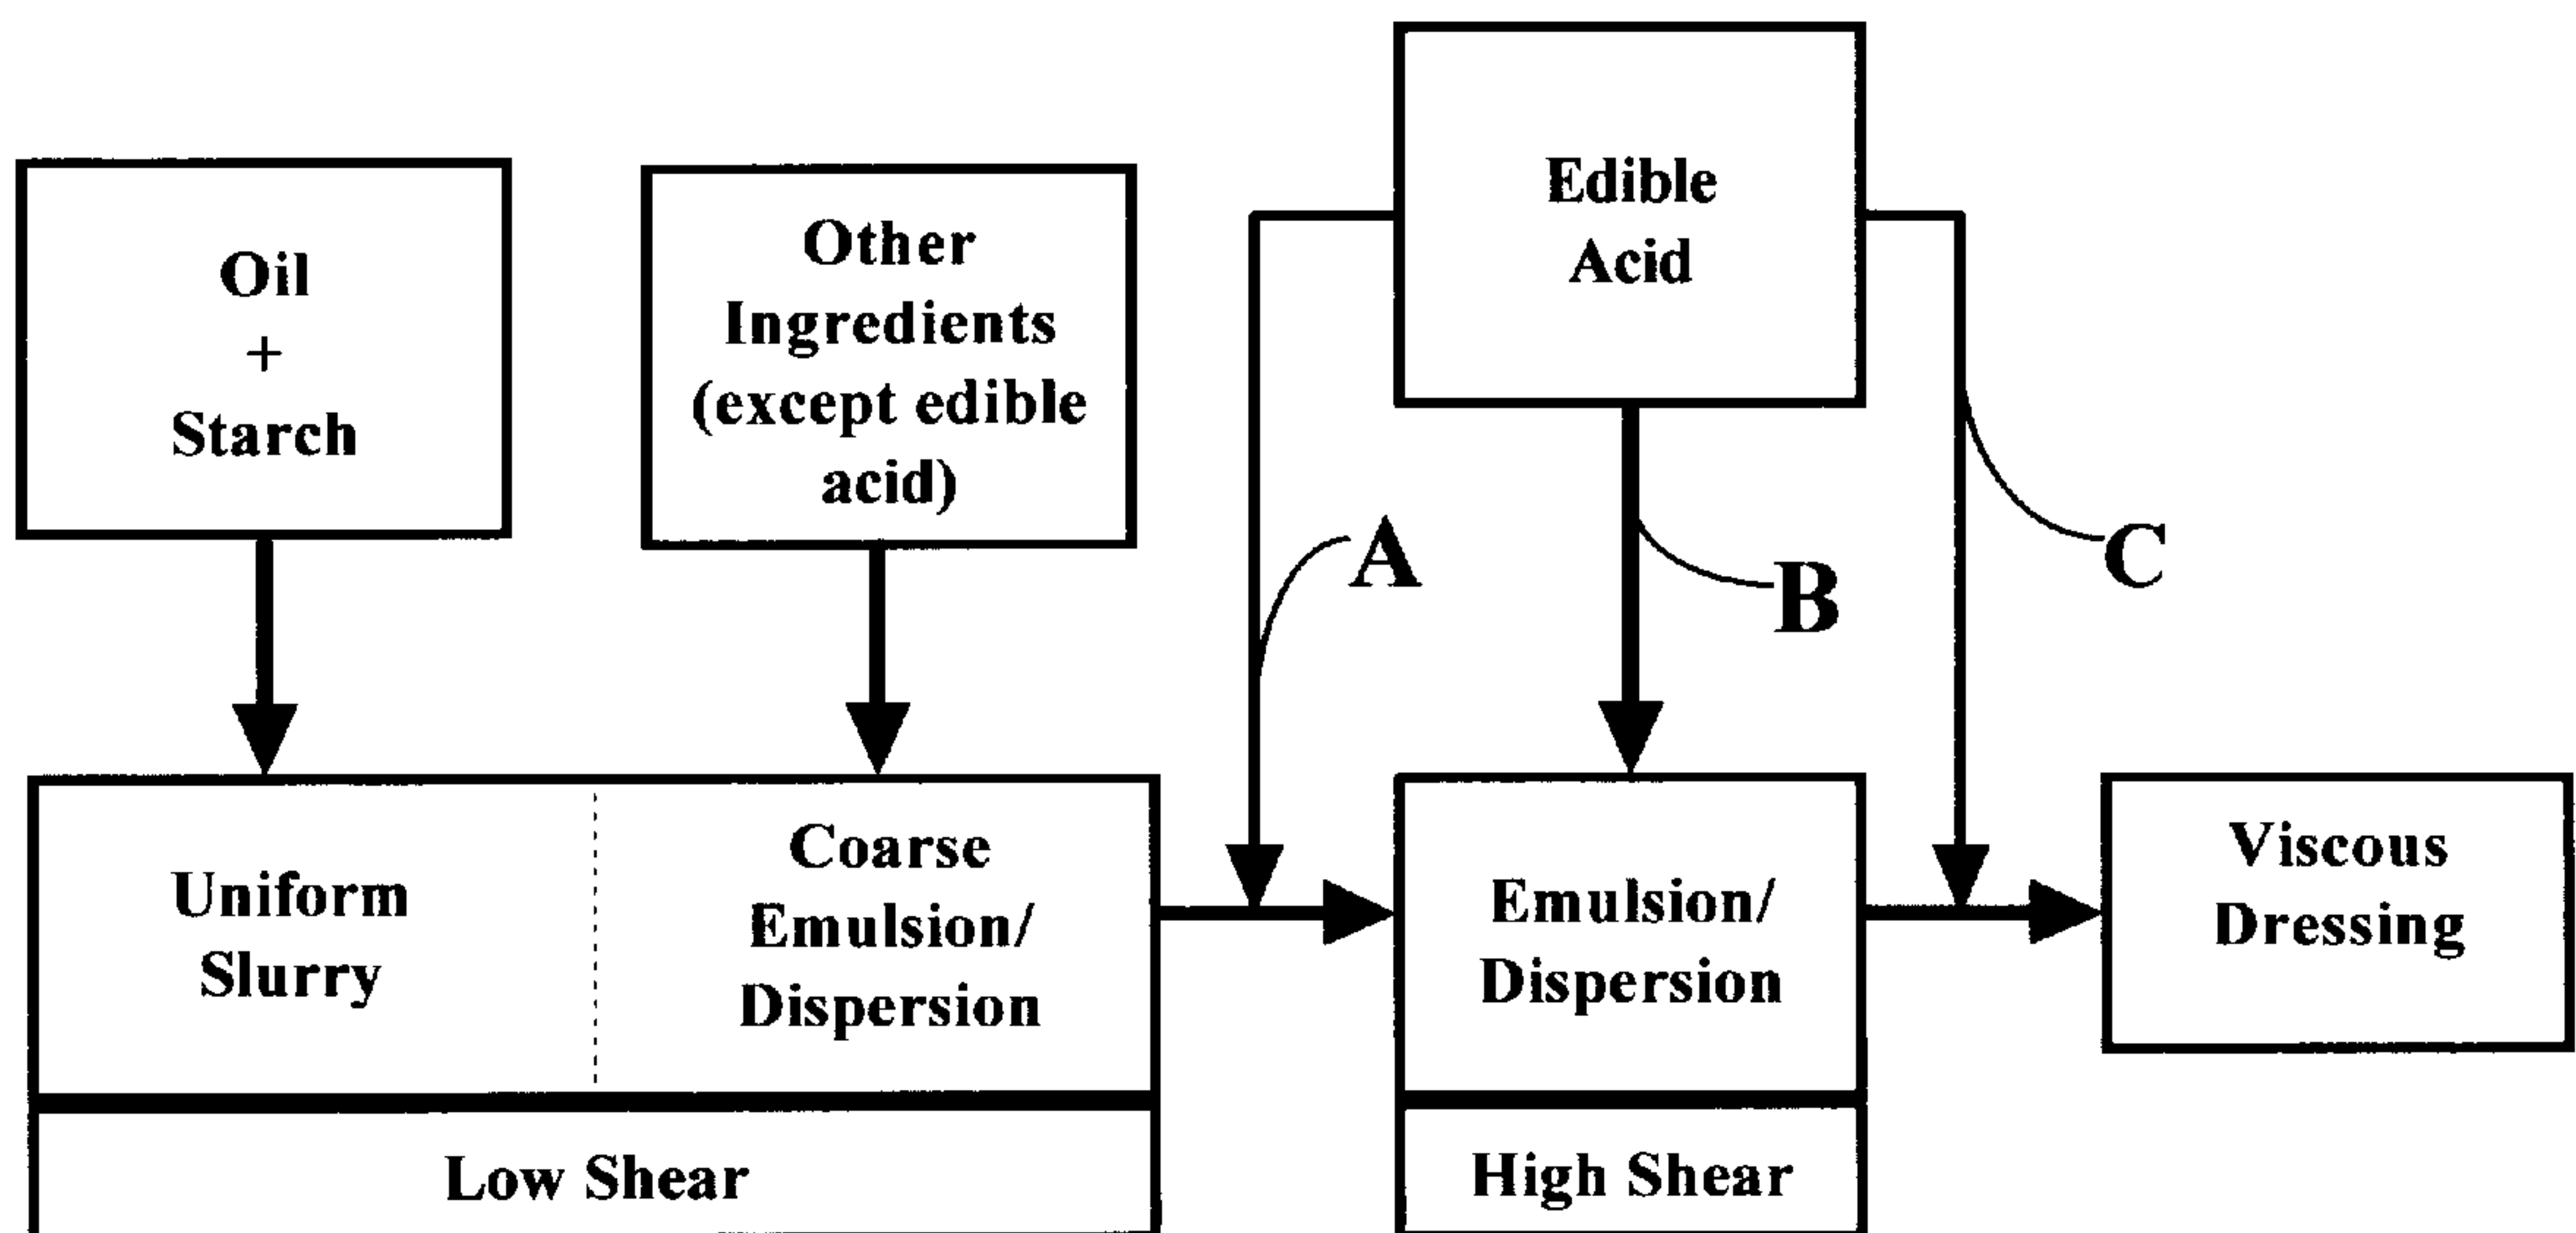 Oil
+
Starch
Other
Ingredients
(except edible
acid)
Edible
Acid
A
B
C
Uniform
Slurry
Coarse
Emulsion/
Dispersion
Emulsion/
Dispersion
Viscous
Dressing
Low Shear
High Shear